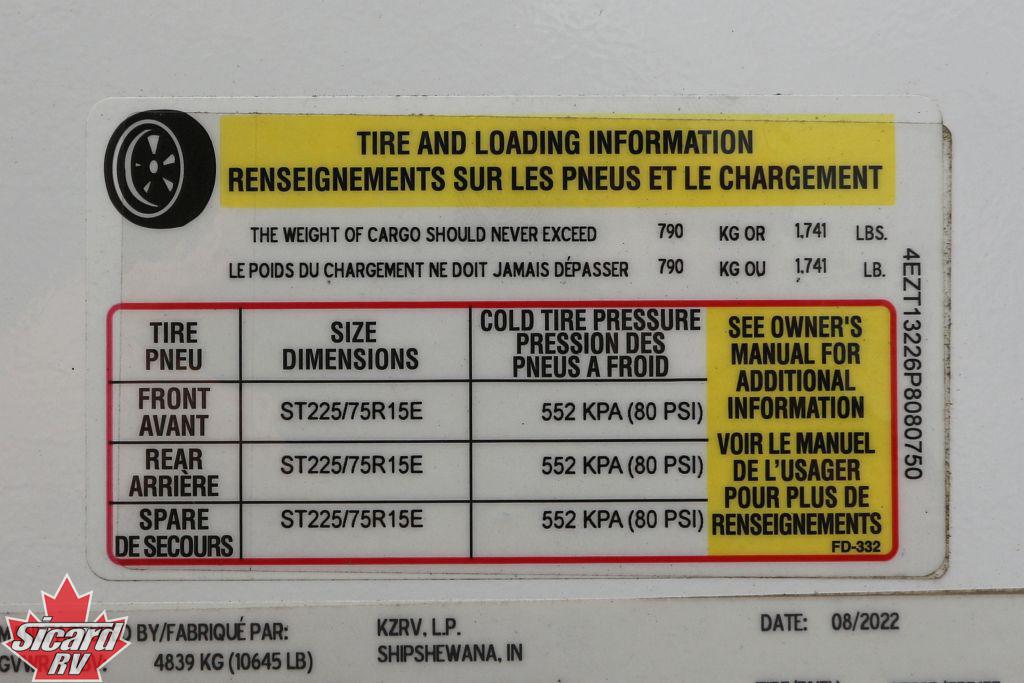 TIRE AND LOADING INFORMATION
RENSEIGNEMENTS SUR LES PNEUS ET LE CHARGEMENT
THE WEIGHT OF CARGO SHOULD NEVER EXCEED 790 KG OR 1,741 LBS.
LE POIDS DU CHARGEMENT NE DOIT JAMAIS DÉPASSER 790 KG OU 1,741 LB.
TIRE
PNEU
SIZE
DIMENSIONS
COLD TIRE PRESSURE
PRESSION DES
PNEUS A FROID
FRONT
AVANT
ST225/75R15E
552 KPA (80 PSI)
REAR
ARRIÈRE
ST225/75R15E
552 KPA (80 PSI)
SPARE
DE SECOURS
ST225/75R15E
552 KPA (80 PSI)
SEE OWNER'S
MANUAL FOR
ADDITIONAL
INFORMATION
VOIR LE MANUEL
DE L'USAGER
POUR PLUS DE
RENSEIGNEMENTS
FD-332
4EZT13226P8080750
BY/FABRIQUÉ PAR: KZRV, L.P. DATE: 08/2022
SHIPSHEWANA, IN
GVWR 4839 KG (10645 LB)
Sicard
RV